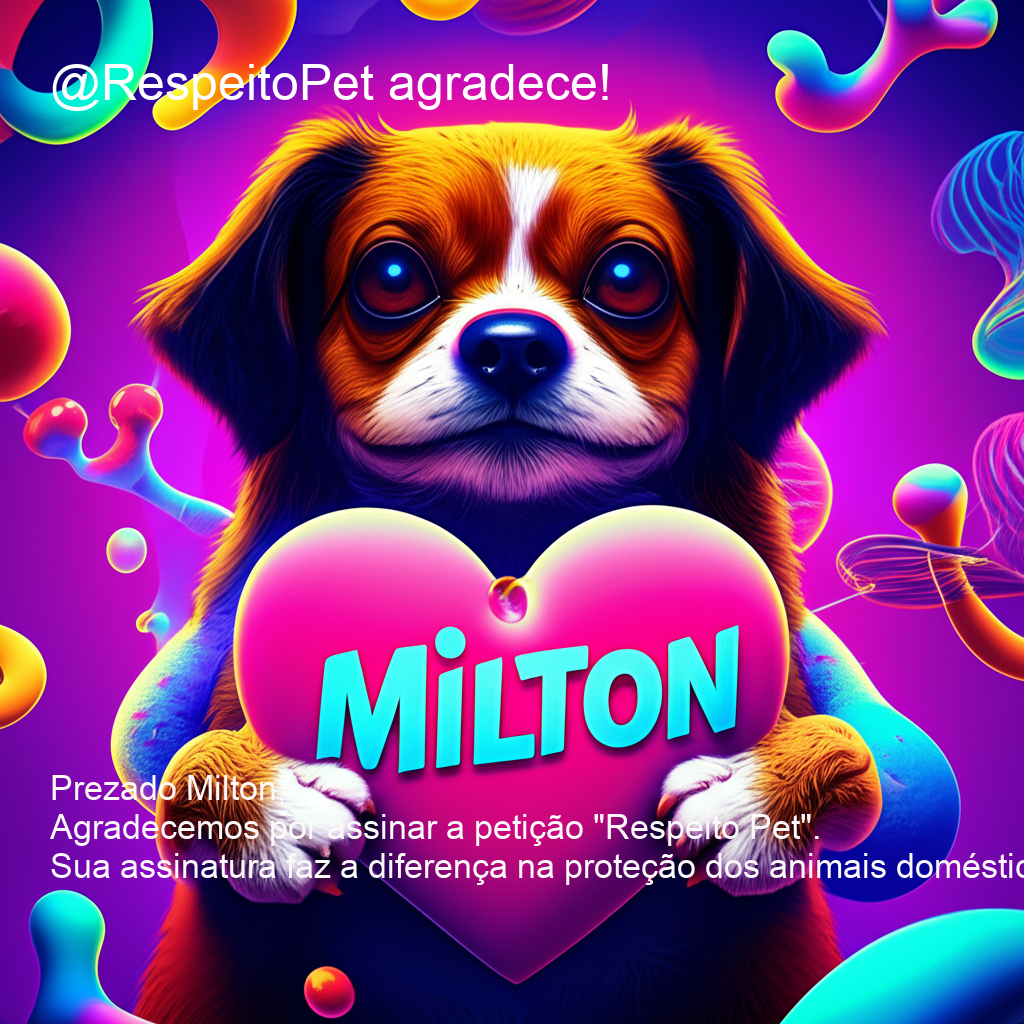 @RespeitoPet agradece!
MiLTON
Prezado Milton,
Agradecemos por assinar a petição "Respeito Pet".
Sua assinatura faz a diferença na proteção dos animais